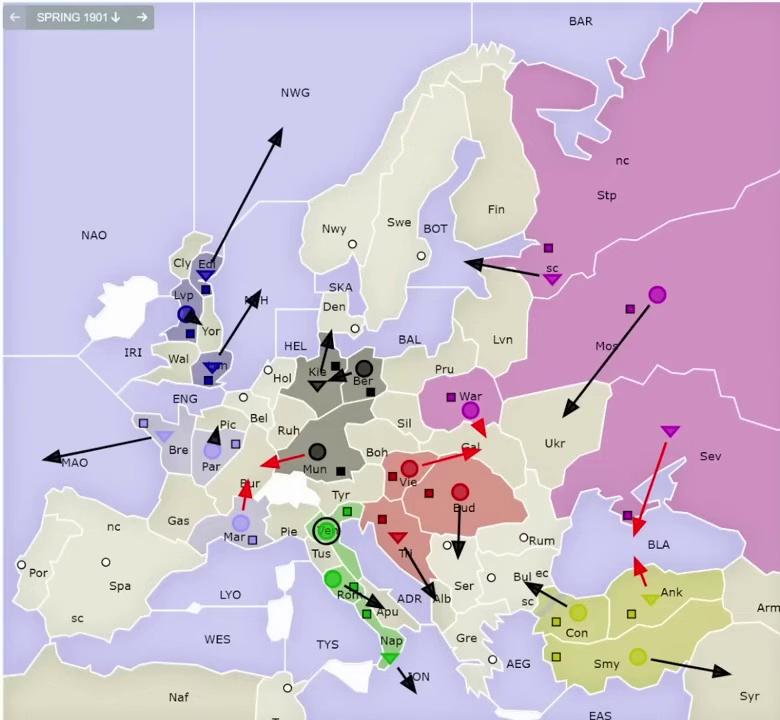 SPRING 1901
BAR
NWG
nc
Stp
NAO
Fin
Nwy
Swe
BOT
Cly
Edi
sc
SKA
Lvp
Den
Yor
Mos
IRI
HEL
BAL
Lvn
Wal
Kie
Hol
Ber
Pru
ENG
War
Bel
Sil
Pic
Ruh
Ukr
Bre
Gal
Boh
Par
Mun
MAO
Sev
Vie
Bur
Tyr
Bud
nc
Gas
Mar
Pie
Ven
Rum
BLA
Tus
Tri
Por
Spa
Bul
ec
Ser
Ank
LYO
Rom
ADR
Alb
sc
Arm
Apu
sc
Con
WES
TYS
Nap
Gre
AEG
Smy
ION
Syr
Naf
EAS